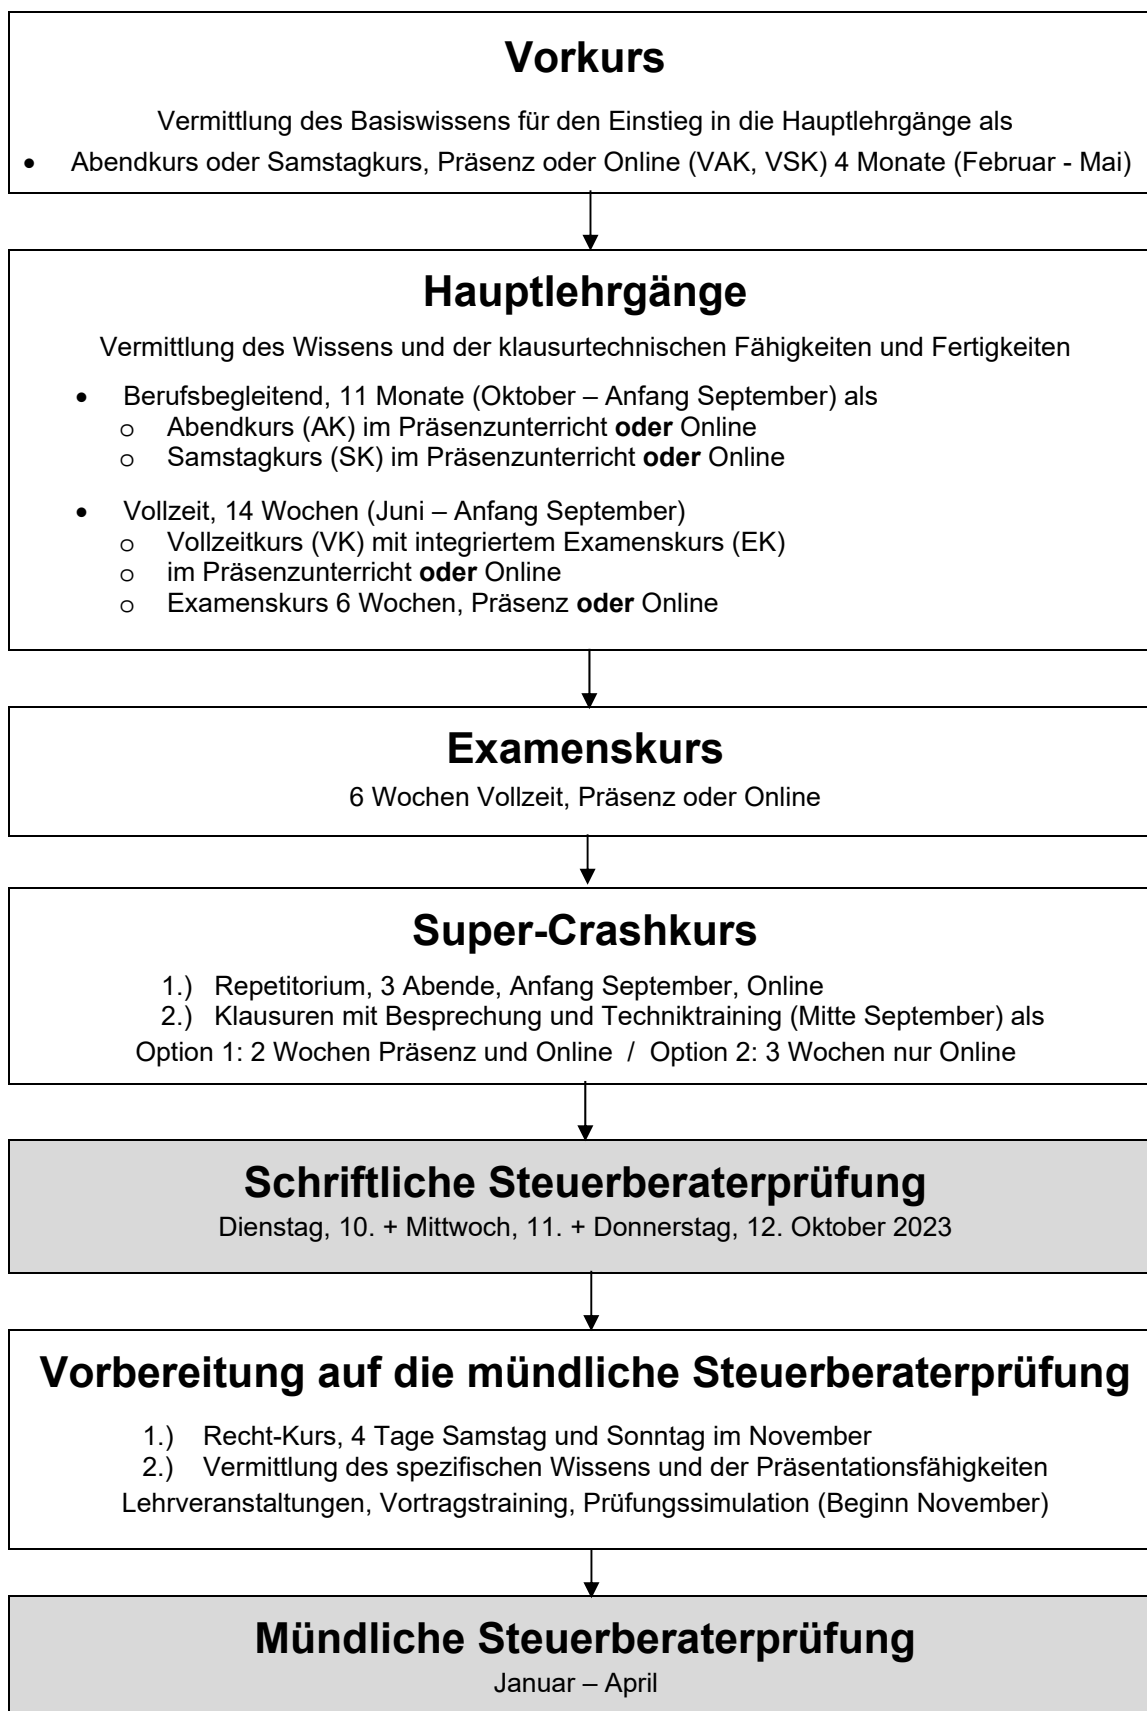 Vorkurs
Vermittlung des Basiswissens für den Einstieg in die Hauptlehrgänge als
• Abendkurs oder Samstagkurs, Präsenz oder Online (VAK, VSK) 4 Monate (Februar - Mai)
Hauptlehrgänge
Vermittlung des Wissens und der klausurtechnischen Fähigkeiten und Fertigkeiten
• Berufsbegleitend, 11 Monate (Oktober – Anfang September) als
o Abendkurs (AK) im Präsenzunterricht oder Online
o Samstagkurs (SK) im Präsenzunterricht oder Online
• Vollzeit, 14 Wochen (Juni – Anfang September)
o Vollzeitkurs (VK) mit integriertem Examenskurs (EK)
o im Präsenzunterricht oder Online
o Examenskurs 6 Wochen, Präsenz oder Online
Examenskurs
6 Wochen Vollzeit, Präsenz oder Online
Super-Crashkurs
1.) Repetitorium, 3 Abende, Anfang September, Online
2.) Klausuren mit Besprechung und Techniktraining (Mitte September) als
Option 1: 2 Wochen Präsenz und Online / Option 2: 3 Wochen nur Online
Schriftliche Steuerberaterprüfung
Dienstag, 10. + Mittwoch, 11. + Donnerstag, 12. Oktober 2023
Vorbereitung auf die mündliche Steuerberaterprüfung
1.) Recht-Kurs, 4 Tage Samstag und Sonntag im November
2.) Vermittlung des spezifischen Wissens und der Präsentationsfähigkeiten
Lehrveranstaltungen, Vortragstraining, Prüfungssimulation (Beginn November)
Mündliche Steuerberaterprüfung
Januar – April